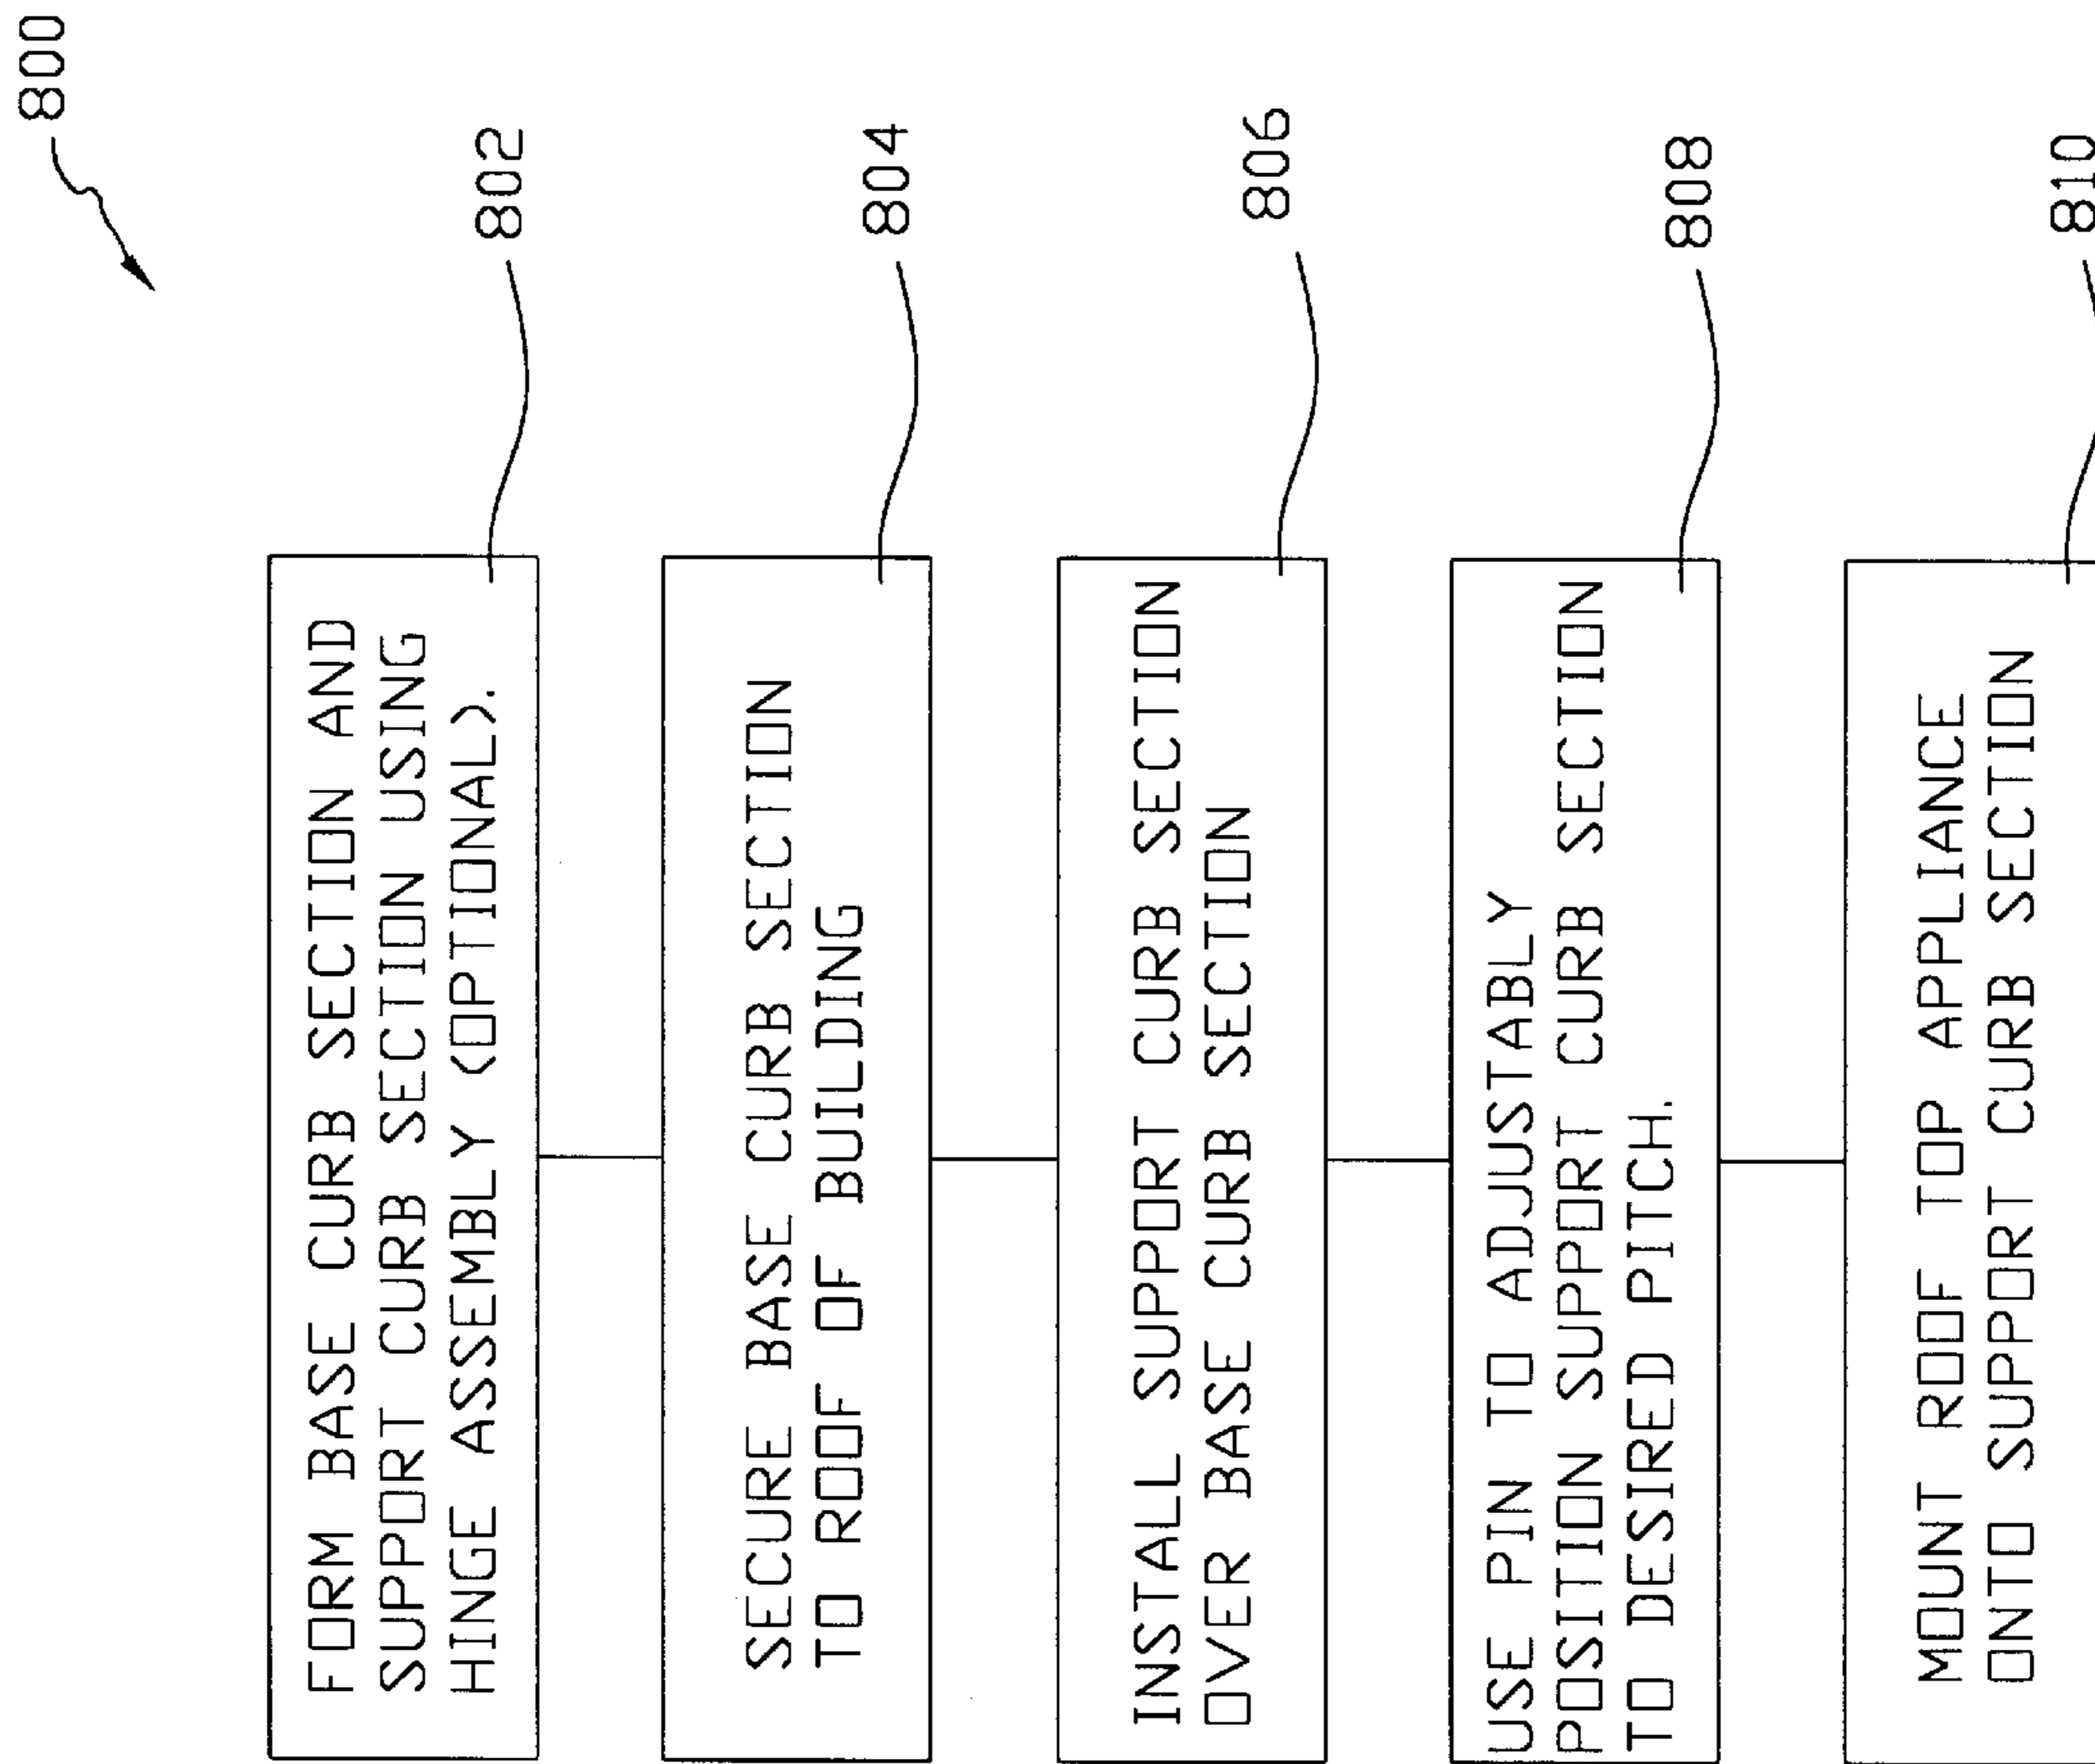 800
FORM BASE CURB SECTION AND
SUPPORT CURB SECTION USING
HINGE ASSEMBLY (OPTIONAL).
802
SECURE BASE CURB SECTION
TO ROOF OF BUILDING
804
INSTALL SUPPORT CURB SECTION
OVER BASE CURB SECTION
806
USE PIN TO ADJUSTABLY
POSITION SUPPORT CURB SECTION
TO DESIRED PITCH.
808
MOUNT ROOF TOP APPLIANCE
ONTO SUPPORT CURB SECTION
810